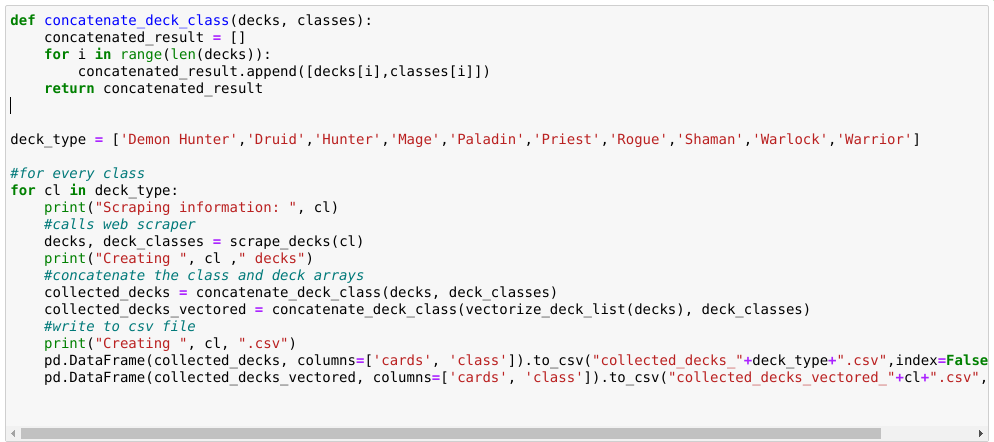 def concatenate_deck_class(decks, classes):
    concatenated_result = []
    for i in range(len(decks)):
        concatenated_result.append([decks[i],classes[i]])
    return concatenated_result
deck_type = ['Demon Hunter','Druid','Hunter','Mage','Paladin','Priest','Rogue','Shaman','Warlock','Warrior']
#for every class
for cl in deck_type:
    print("Scraping information: ", cl)
    #calls web scraper
    decks, deck_classes = scrape_decks(cl)
    print("Creating ", cl ," decks")
    #concatenate the class and deck arrays
    collected_decks = concatenate_deck_class(decks, deck_classes)
    collected_decks_vectored = concatenate_deck_class(vectorize_deck_list(decks), deck_classes)
    #write to csv file
    print("Creating ", cl, ".csv")
    pd.DataFrame(collected_decks, columns=['cards', 'class']).to_csv("collected_decks_"+deck_type+".csv",index=False
    pd.DataFrame(collected_decks_vectored, columns=['cards', 'class']).to_csv("collected_decks_vectored_"+cl+".csv",